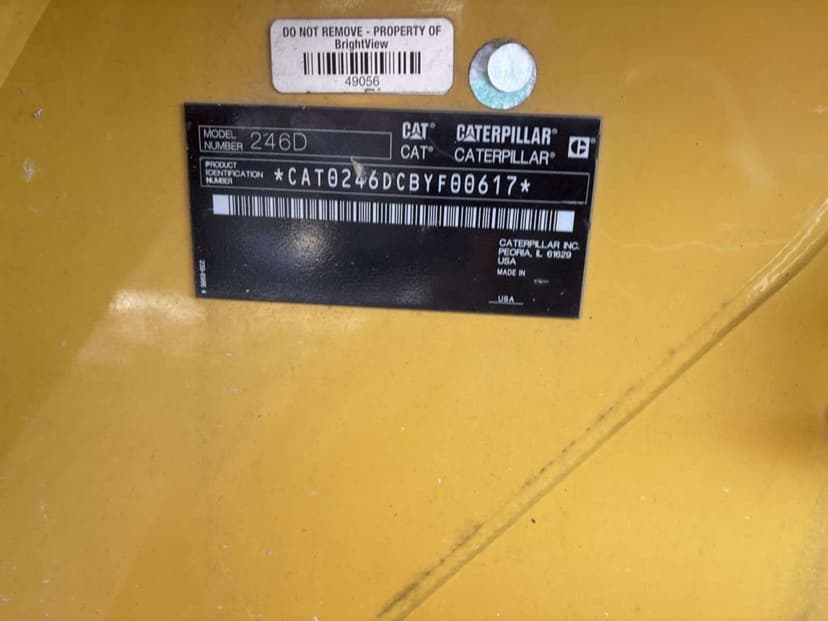 DO NOT REMOVE - PROPERTY OF
BrightView
49056
MODEL
NUMBER 246D
CAT® CATERPILLAR®
CAT® CATERPILLAR®
PRODUCT
IDENTIFICATION
NUMBER
*CAT0246DCBYF00617*
CATERPILLAR INC.
PEORIA, IL 61629
USA
MADE IN
USA